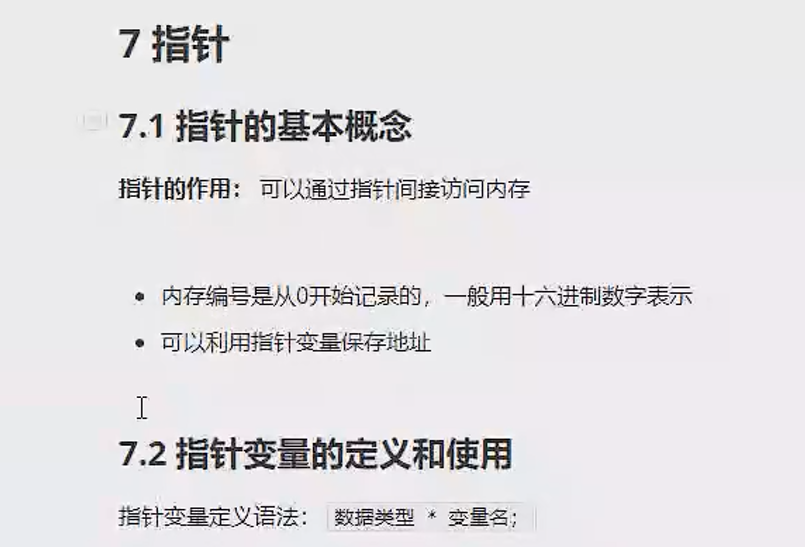 7 指针
7.1 指针的基本概念
指针的作用： 可以通过指针间接访问内存
内存编号是从0开始记录的，一般用十六进制数字表示
可以利用指针变量保存地址
7.2 指针变量的定义和使用
指针变量定义语法： 数据类型 * 变量名；